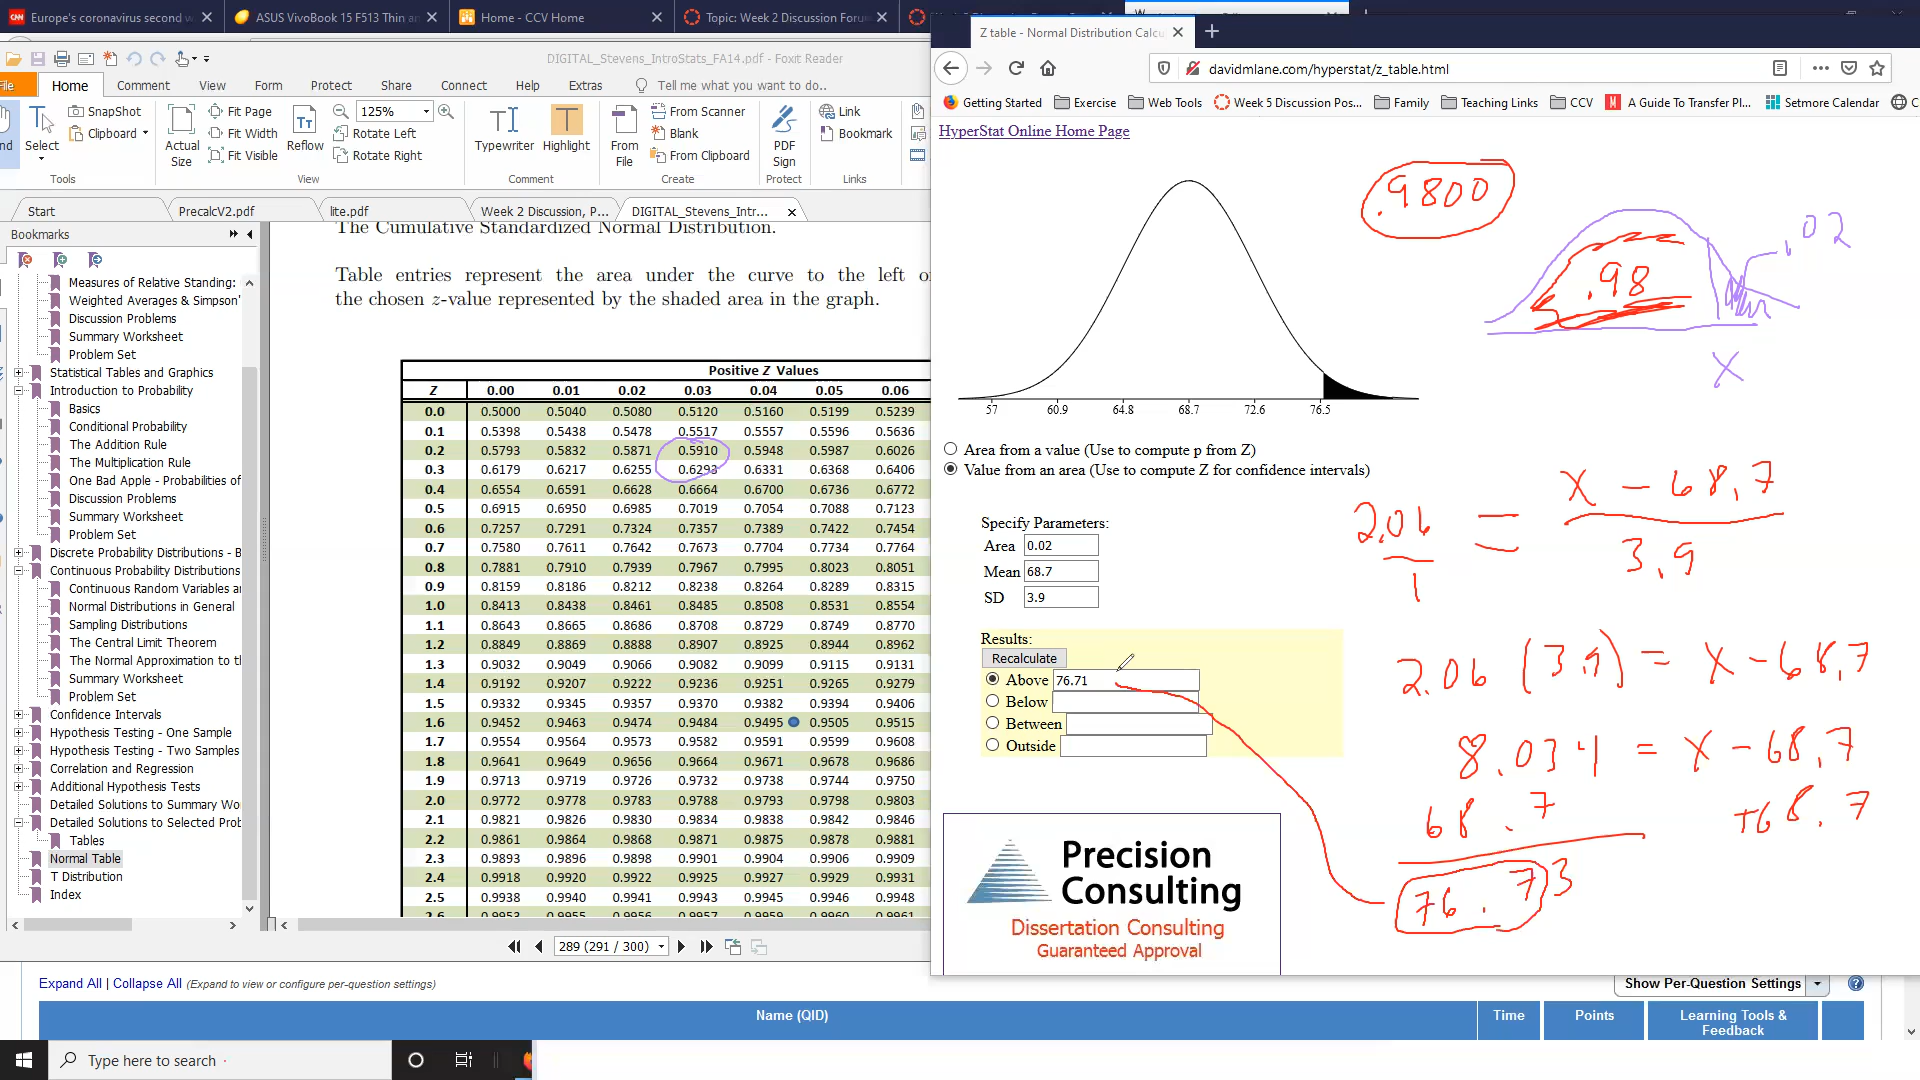 Europe's coronavirus second w
ASUS VivoBook 15 F513 Thin an
Home - CCV Home
Topic: Week 2 Discussion Foru
DIGITAL_Stevens_IntroStats_FA14.pdf - Foxit Reader
File
Home
Comment
View
Form
Protect
Share
Connect
Help
Extras
Tell me what you want to do..
Select
SnapShot
Clipboard
Tools
Actual Size
Fit Page
Fit Width
Fit Visible
Reflow
125%
Rotate Left
Rotate Right
View
Typewriter
Highlight
Comment
From File
From Scanner
Blank
From Clipboard
Create
PDF Sign
Protect
Link
Bookmark
Links
Start
PrecalcV2.pdf
lite.pdf
Week 2 Discussion, P...
DIGITAL_Stevens_Intr...
Bookmarks
Measures of Relative Standing:
Weighted Averages & Simpson'
Discussion Problems
Summary Worksheet
Problem Set
Statistical Tables and Graphics
Introduction to Probability
Basics
Conditional Probability
The Addition Rule
The Multiplication Rule
One Bad Apple - Probabilities of
Discussion Problems
Summary Worksheet
Problem Set
Discrete Probability Distributions - B
Continuous Probability Distributions
Continuous Random Variables a
Normal Distributions in General
Sampling Distributions
The Central Limit Theorem
The Normal Approximation to th
Summary Worksheet
Problem Set
Confidence Intervals
Hypothesis Testing - One Sample
Hypothesis Testing - Two Samples
Correlation and Regression
Additional Hypothesis Tests
Detailed Solutions to Summary Wo
Detailed Solutions to Selected Prob
Tables
Normal Table
T Distribution
Index
The Cumulative Standardized Normal Distribution.
Table entries represent the area under the curve to the left o
the chosen z-value represented by the shaded area in the graph.
Positive Z Values
Z 0.00 0.01 0.02 0.03 0.04 0.05 0.06
0.0 0.5000 0.5040 0.5080 0.5120 0.5160 0.5199 0.5239
0.1 0.5398 0.5438 0.5478 0.5517 0.5557 0.5596 0.5636
0.2 0.5793 0.5832 0.5871 0.5910 0.5948 0.5987 0.6026
0.3 0.6179 0.6217 0.6255 0.6293 0.6331 0.6368 0.6406
0.4 0.6554 0.6591 0.6628 0.6664 0.6700 0.6736 0.6772
0.5 0.6915 0.6950 0.6985 0.7019 0.7054 0.7088 0.7123
0.6 0.7257 0.7291 0.7324 0.7357 0.7389 0.7422 0.7454
0.7 0.7580 0.7611 0.7642 0.7673 0.7704 0.7734 0.7764
0.8 0.7881 0.7910 0.7939 0.7967 0.7995 0.8023 0.8051
0.9 0.8159 0.8186 0.8212 0.8238 0.8264 0.8289 0.8315
1.0 0.8413 0.8438 0.8461 0.8485 0.8508 0.8531 0.8554
1.1 0.8643 0.8665 0.8686 0.8708 0.8729 0.8749 0.8770
1.2 0.8849 0.8869 0.8888 0.8907 0.8925 0.8944 0.8962
1.3 0.9032 0.9049 0.9066 0.9082 0.9099 0.9115 0.9131
1.4 0.9192 0.9207 0.9222 0.9236 0.9251 0.9265 0.9279
1.5 0.9332 0.9345 0.9357 0.9370 0.9382 0.9394 0.9406
1.6 0.9452 0.9463 0.9474 0.9484 0.9495 0.9505 0.9515
1.7 0.9554 0.9564 0.9573 0.9582 0.9591 0.9599 0.9608
1.8 0.9641 0.9649 0.9656 0.9664 0.9671 0.9678 0.9686
1.9 0.9713 0.9719 0.9726 0.9732 0.9738 0.9744 0.9750
2.0 0.9772 0.9778 0.9783 0.9788 0.9793 0.9798 0.9803
2.1 0.9821 0.9826 0.9830 0.9834 0.9838 0.9842 0.9846
2.2 0.9861 0.9864 0.9868 0.9871 0.9875 0.9878 0.9881
2.3 0.9893 0.9896 0.9898 0.9901 0.9904 0.9906 0.9909
2.4 0.9918 0.9920 0.9922 0.9925 0.9927 0.9929 0.9931
2.5 0.9938 0.9940 0.9941 0.9943 0.9945 0.9946 0.9948
2.6 0.9953 0.9955 0.9956 0.9957 0.9959 0.9960 0.9961
289 (291 / 300)
Z table - Normal Distribution Calcu
davidmlane.com/hyperstat/z_table.html
Getting Started
Exercise
Web Tools
Week 5 Discussion Pos...
Family
Teaching Links
CCV
A Guide To Transfer Pl...
Setmore Calendar
HyperStat Online Home Page
.9800
.98
.02
X
57 60.9 64.8 68.7 72.6 76.5
Area from a value (Use to compute p from Z)
Value from an area (Use to compute Z for confidence intervals)
Specify Parameters:
Area 0.02
Mean 68.7
SD 3.9
Results:
Recalculate
Above 76.71
Below
Between
Outside
2.06/1 = x - 68.7/3.9
2.06 (3.9) = x - 68.7
8.034 = x - 68.7
68.7 +68.7
76.73
Precision
Consulting
Dissertation Consulting
Guaranteed Approval
Expand All | Collapse All (Expand to view or configure per-question settings)
Show Per-Question Settings
Name (QID)
Time
Points
Learning Tools & Feedback
Type here to search